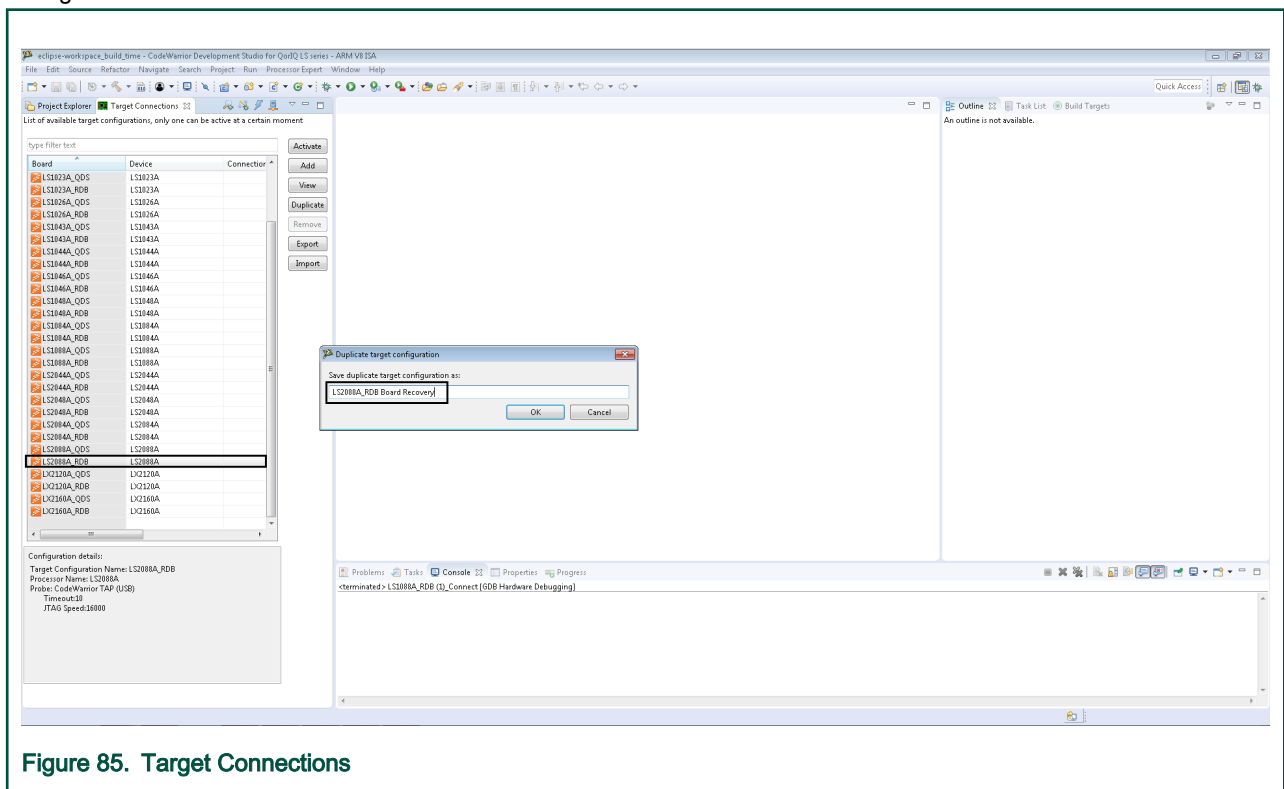 eclipse-workspace_build_time - CodeWarrior Development Studio for QorIQ LS series - ARM V8 ISA
File Edit Source Refactor Navigate Search Project Run Processor Expert Window Help
Quick Access
Project Explorer Target Connections
List of available target configurations, only one can be active at a certain moment
type filter text
Activate
Board Device Connection
Add
LS1023A_QDS LS1023A
View
LS1023A_RDB LS1023A
LS1026A_QDS LS1026A
Duplicate
LS1026A_RDB LS1026A
Remove
LS1043A_QDS LS1043A
LS1043A_RDB LS1043A
Export
LS1044A_QDS LS1044A
LS1044A_RDB LS1044A
Import
LS1046A_QDS LS1046A
LS1046A_RDB LS1046A
LS1048A_QDS LS1048A
LS1048A_RDB LS1048A
LS1084A_QDS LS1084A
LS1084A_RDB LS1084A
LS1088A_QDS LS1088A
LS1088A_RDB LS1088A
LS2044A_QDS LS2044A
LS2044A_RDB LS2044A
LS2048A_QDS LS2048A
LS2048A_RDB LS2048A
LS2084A_QDS LS2084A
LS2084A_RDB LS2084A
LS2088A_QDS LS2088A
LS2088A_RDB LS2088A
LX2120A_QDS LX2120A
LX2120A_RDB LX2120A
LX2160A_QDS LX2160A
LX2160A_RDB LX2160A
Configuration details:
Target Configuration Name: LS2088A_RDB
Processor Name: LS2088A
Probe: CodeWarrior TAP (USB)
Timeout:10
JTAG Speed:16000
Duplicate target configuration
Save duplicate target configuration as:
LS2088A_RDB Board Recovery
OK Cancel
Outline Task List Build Targets
An outline is not available.
Problems Tasks Console Properties Progress
<terminated> LS1088A_RDB (1)_Connect [GDB Hardware Debugging]
Figure 85. Target Connections